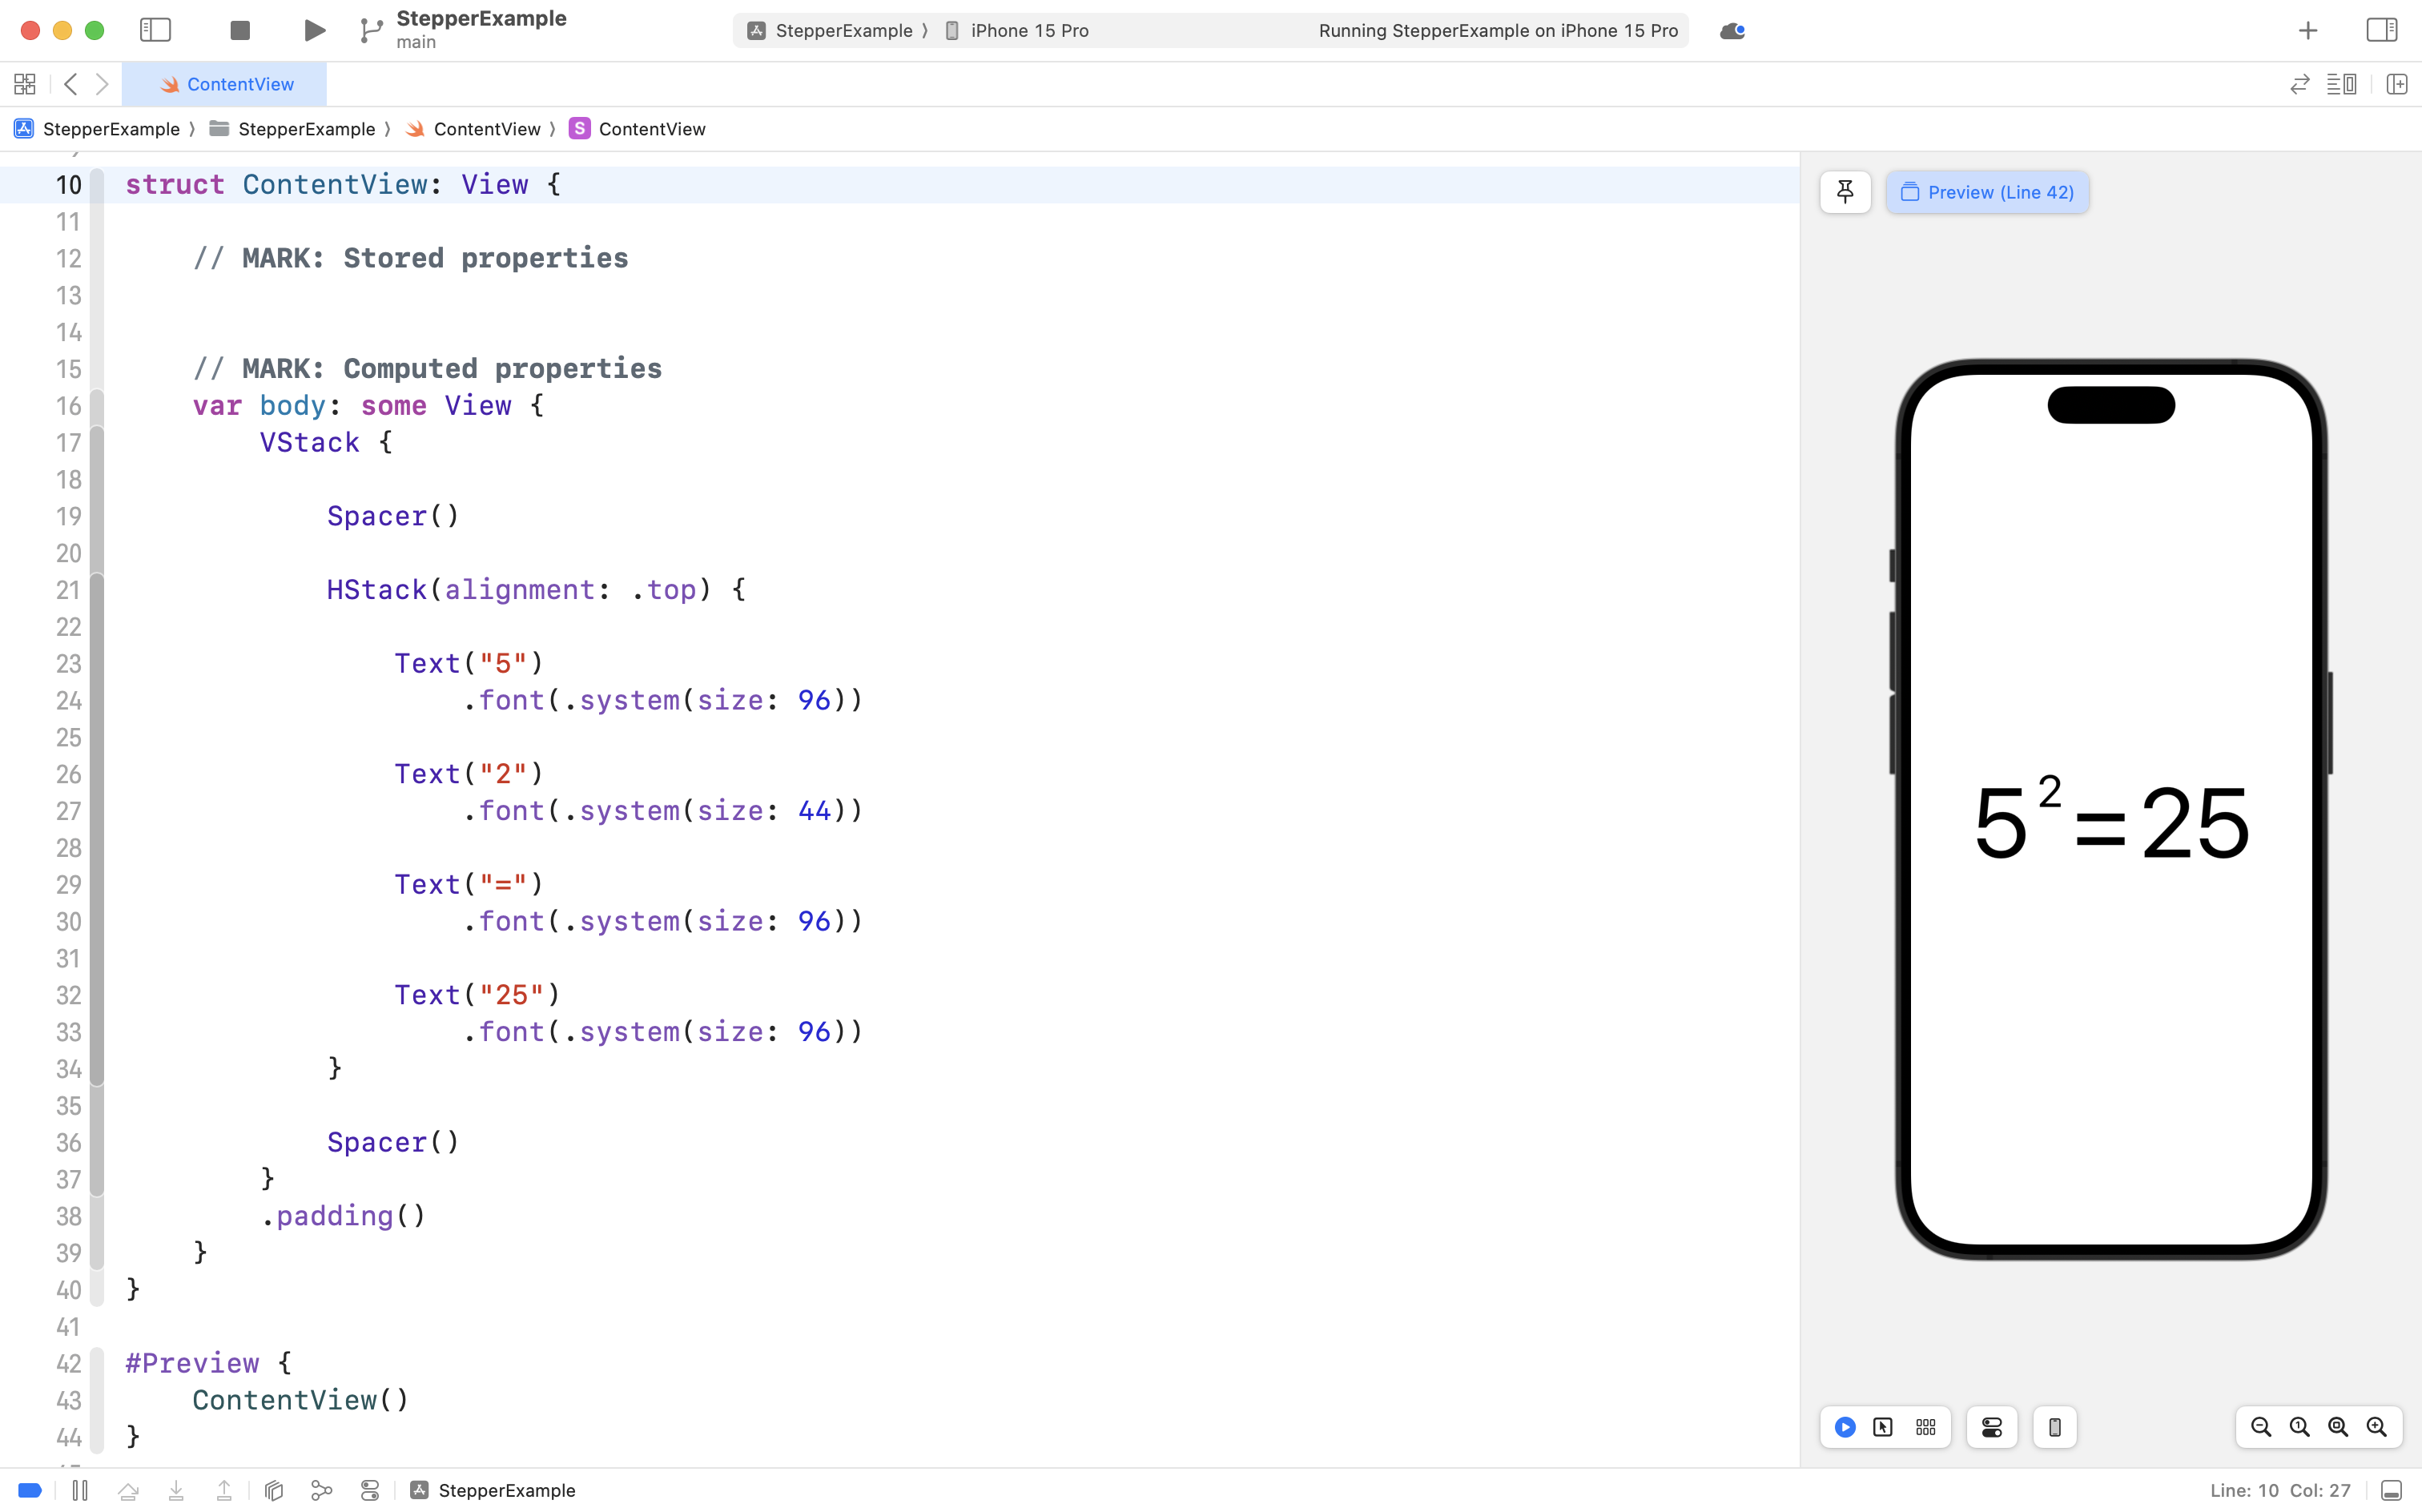 StepperExample
main
StepperExample 〉 iPhone 15 Pro
Running StepperExample on iPhone 15 Pro
ContentView
StepperExample 〉 StepperExample 〉 ContentView 〉 S ContentView
10 struct ContentView: View {
11
12     // MARK: Stored properties
13
14
15     // MARK: Computed properties
16     var body: some View {
17         VStack {
18
19             Spacer()
20
21             HStack(alignment: .top) {
22
23                 Text("5")
24                     .font(.system(size: 96))
25
26                 Text("2")
27                     .font(.system(size: 44))
28
29                 Text("=")
30                     .font(.system(size: 96))
31
32                 Text("25")
33                     .font(.system(size: 96))
34             }
35
36             Spacer()
37         }
38         .padding()
39     }
40 }
41
42 #Preview {
43     ContentView()
44 }
Preview (Line 42)
5²=25
StepperExample
Line: 10 Col: 27